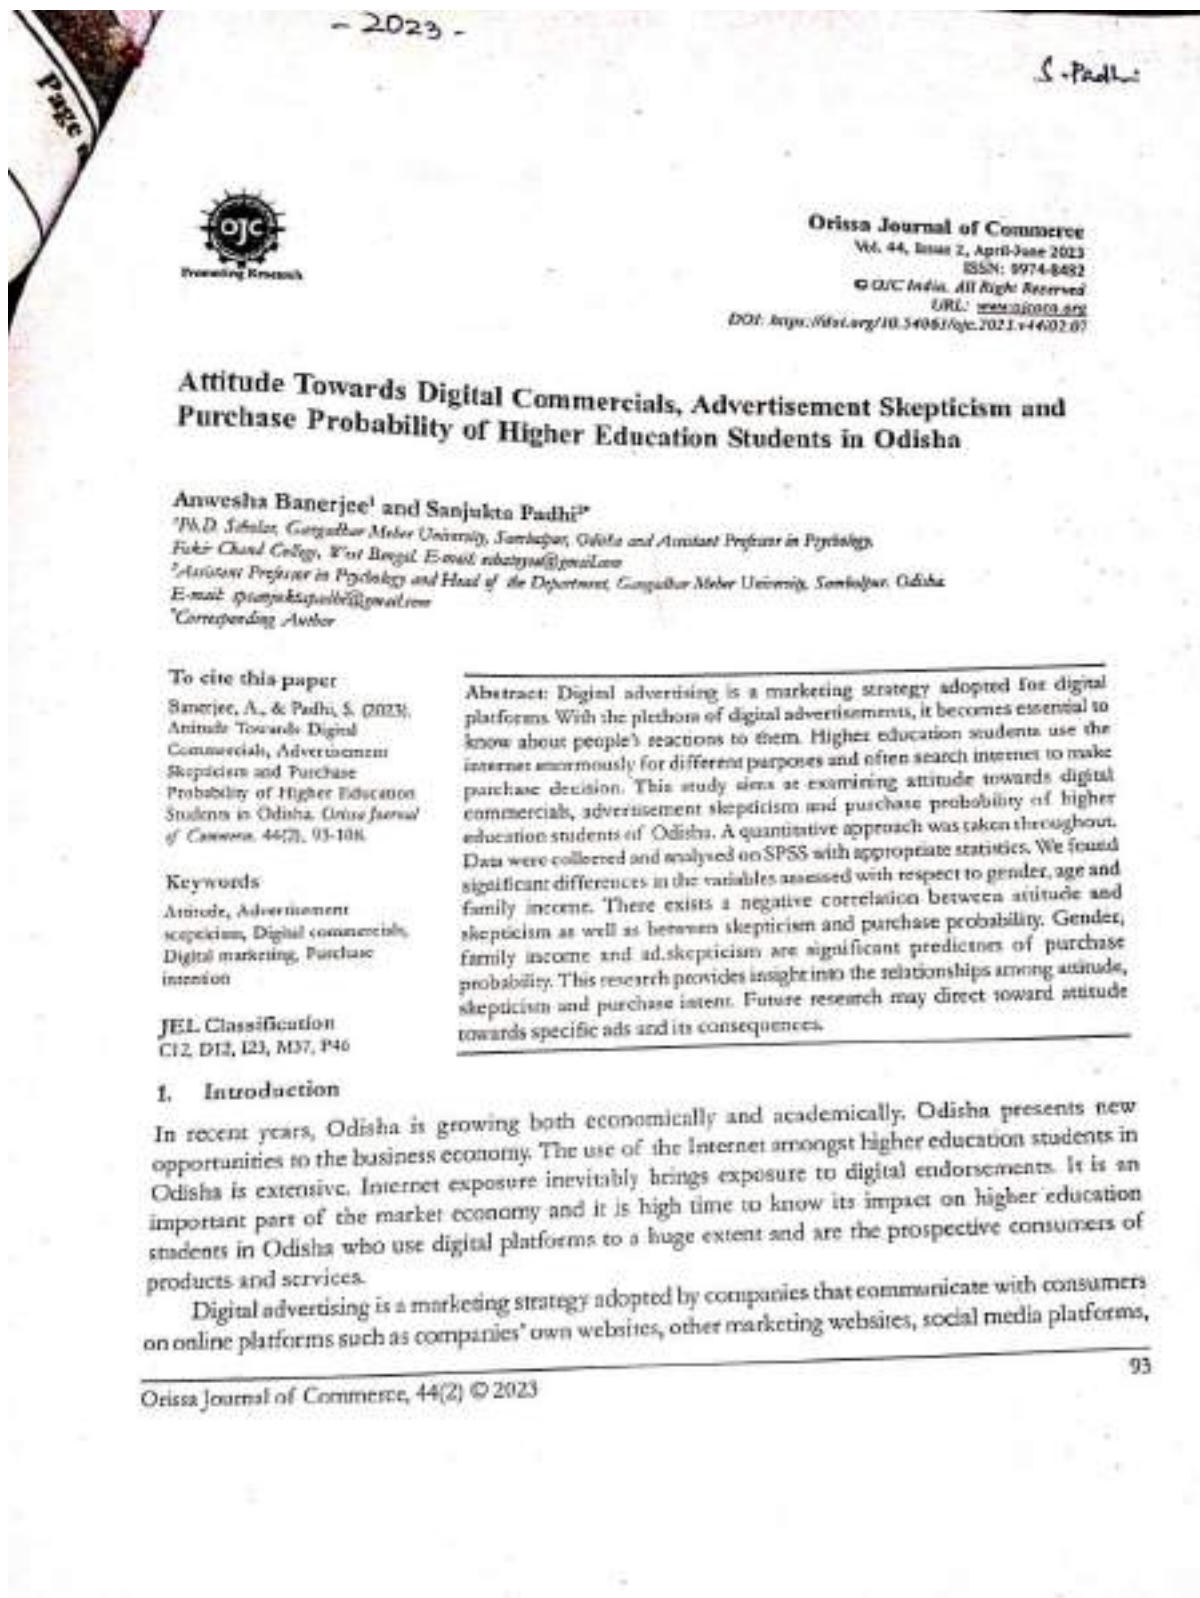 - 2023 -
S. Padhi
Page
OJC
Promoting Research
Orissa Journal of Commerce
Vol. 44, Issue 2, April-June 2023
ISSN: 0974-8482
© OJC India. All Right Reserved
URL: www.ojcoca.org
DOI: https://doi.org/10.54063/ojc.2023.v44i02.07
Attitude Towards Digital Commercials, Advertisement Skepticism and
Purchase Probability of Higher Education Students in Odisha
Anwesha Banerjee¹ and Sanjukta Padhi²*
¹Ph.D. Scholar, Gangadhar Meher University, Sambalpur, Odisha and Assistant Professor in Psychology,
Fakir Chand College, West Bengal. E-mail:
²Assistant Professor in Psychology and Head of the Department, Gangadhar Meher University, Sambalpur, Odisha
E-mail:
*Corresponding Author
To cite this paper
Banerjee, A., & Padhi, S. (2023).
Attitude Towards Digital
Commercials, Advertisement
Skepticism and Purchase
Probability of Higher Education
Students in Odisha. Orissa Journal
of Commerce. 44(2), 93-108.
Keywords
Attitude, Advertisement
scepticism, Digital commercials,
Digital marketing, Purchase
intention
JEL Classification
C12, D12, I23, M37, P46
Abstract: Digital advertising is a marketing strategy adopted for digital
platforms. With the plethora of digital advertisements, it becomes essential to
know about people's reactions to them. Higher education students use the
internet enormously for different purposes and often search internet to make
purchase decision. This study aims at examining attitude towards digital
commercials, advertisement skepticism and purchase probability of higher
education students of Odisha. A quantitative approach was taken throughout.
Data were collected and analysed on SPSS with appropriate statistics. We found
significant differences in the variables assessed with respect to gender, age and
family income. There exists a negative correlation between attitude and
skepticism as well as between skepticism and purchase probability. Gender,
family income and ad.skepticism are significant predictors of purchase
probability. This research provides insight into the relationships among attitude,
skepticism and purchase intent. Future research may direct toward attitude
towards specific ads and its consequences.
1. Introduction
In recent years, Odisha is growing both economically and academically. Odisha presents new
opportunities to the business economy. The use of the Internet amongst higher education students in
Odisha is extensive. Internet exposure inevitably brings exposure to digital endorsements. It is an
important part of the market economy and it is high time to know its impact on higher education
students in Odisha who use digital platforms to a huge extent and are the prospective consumers of
products and services.
Digital advertising is a marketing strategy adopted by companies that communicate with consumers
on online platforms such as companies' own websites, other marketing websites, social media platforms,
93
Orissa Journal of Commerce, 44(2) © 2023